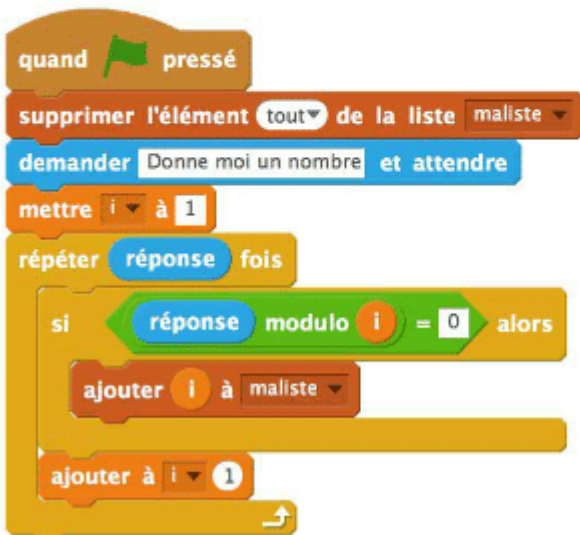 quand pressé
supprimer l'élément tout de la liste maliste
demander Donne moi un nombre et attendre
mettre i à 1
répéter réponse fois
si réponse modulo i = 0 alors
ajouter i à maliste
ajouter à i 1